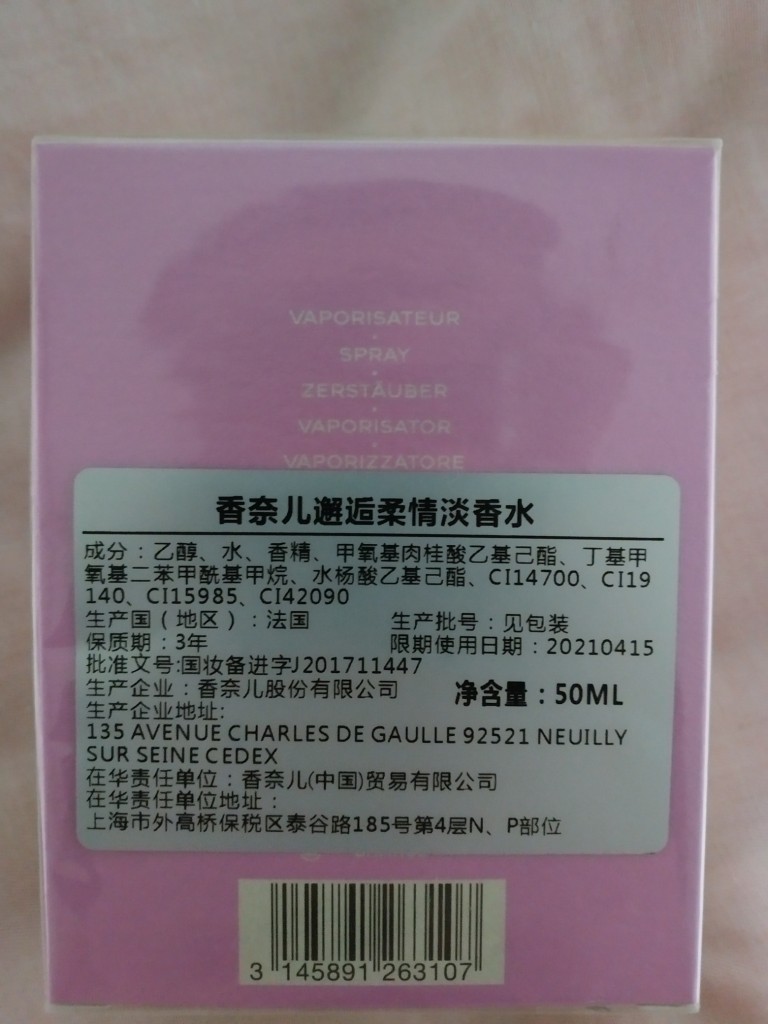 VAPORISATEUR
SPRAY
ZERSTÄUBER
VAPORISATOR
VAPORIZZATORE
香奈儿邂逅柔情淡香水
成分：乙醇、水、香精、甲氧基肉桂酸乙基己酯、丁基甲
氧基二苯甲酰基甲烷、水杨酸乙基己酯、CI14700、CI19
140、CI15985、CI42090
生产国（地区）：法国 生产批号：见包装
保质期：3年 限期使用日期：20210415
批准文号:国妆备进字J201711447
生产企业：香奈儿股份有限公司 净含量：50ML
生产企业地址:
135 AVENUE CHARLES DE GAULLE 92521 NEUILLY
SUR SEINE CEDEX
在华责任单位：香奈儿(中国)贸易有限公司
在华责任单位地址：
上海市外高桥保税区泰谷路185号第4层N、P部位
3 145891 263107